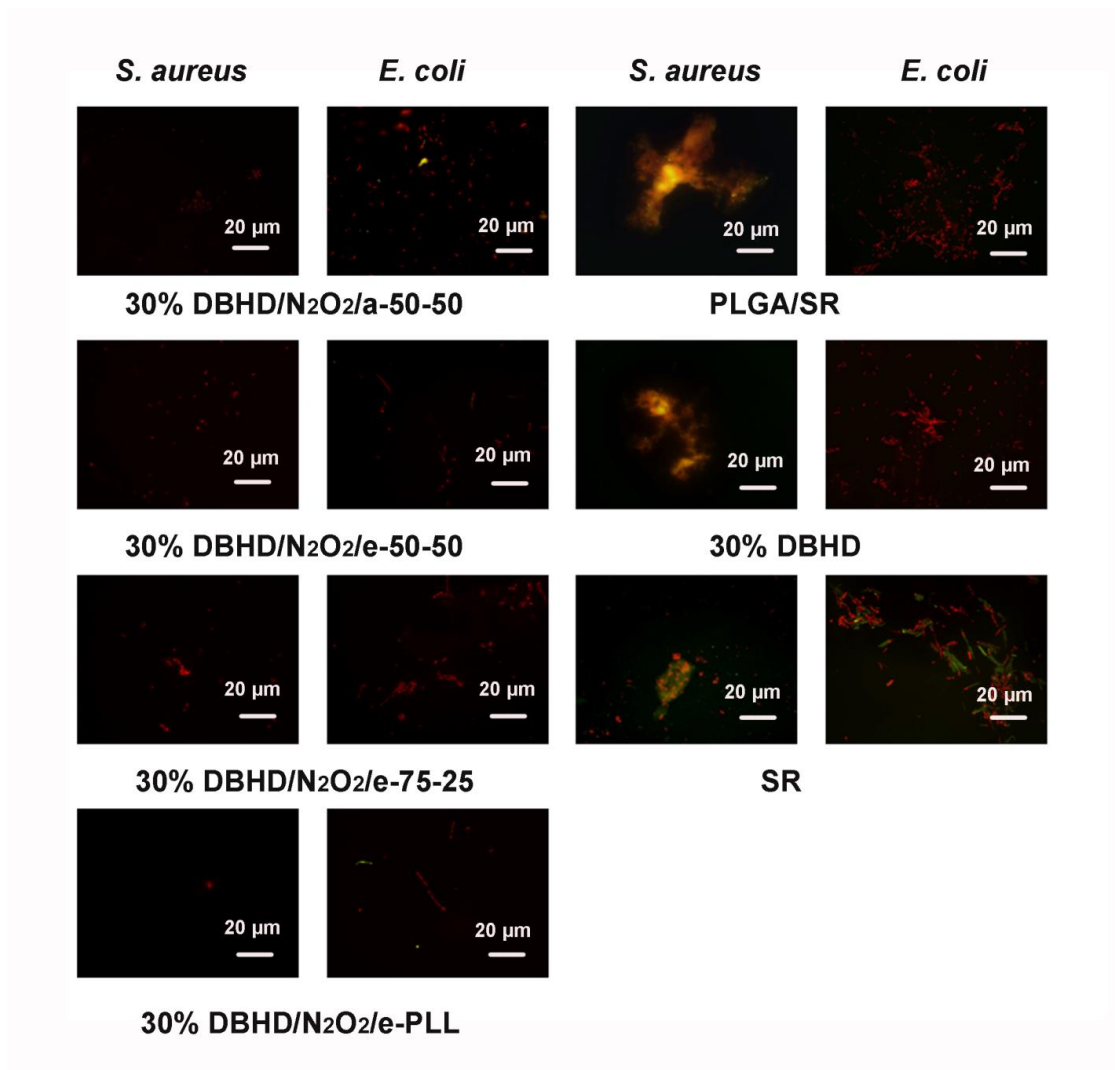 S. aureus E. coli S. aureus E. coli
20 µm 20 µm 20 µm 20 µm
30% DBHD/N2O2/a-50-50 PLGA/SR
20 µm 20 µm 20 µm 20 µm
30% DBHD/N2O2/e-50-50 30% DBHD
20 µm 20 µm 20 µm 20 µm
30% DBHD/N2O2/e-75-25 SR
20 µm 20 µm
30% DBHD/N2O2/e-PLL